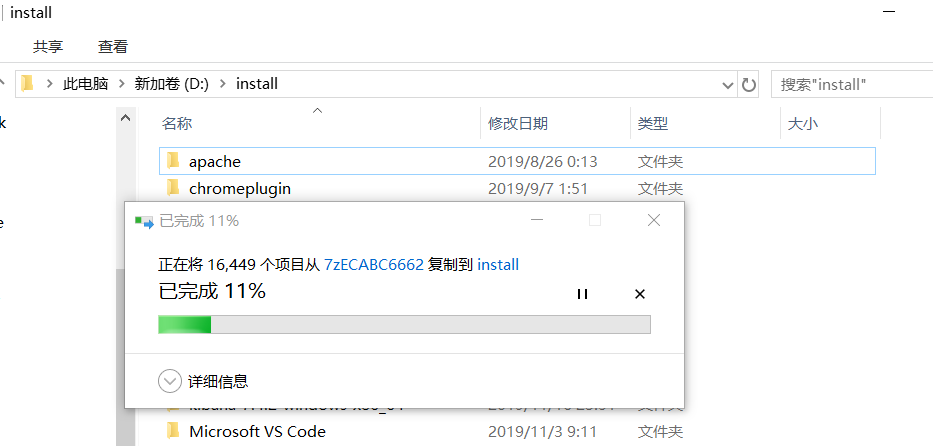 install
共享 查看
此电脑 新加卷 (D:) install 搜索"install"
名称 修改日期 类型 大小
apache 2019/8/26 0:13 文件夹
chromeplugin 2019/9/7 1:51 文件夹
已完成 11%
正在将 16,449 个项目从 7zECABC6662 复制到 install
已完成 11%
详细信息
文件夹
Microsoft VS Code 2019/11/3 9:11 文件夹